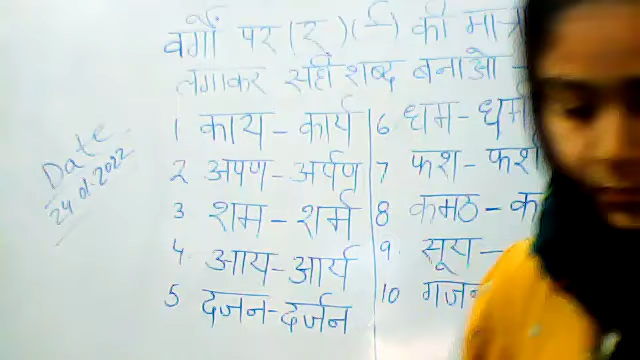 वर्गों पर (र्) (र्) की मात्रा
लगाकर सही शब्द बनाओ -
Date
24.01.2022
1 काय - कार्य
2 अपण - अर्पण
3 शम - शर्म
4. आय - आर्य
5 दजन - दर्जन
6 धम - धर्म
7 फश - फर्श
8 कमठ -
9. सूय -
10